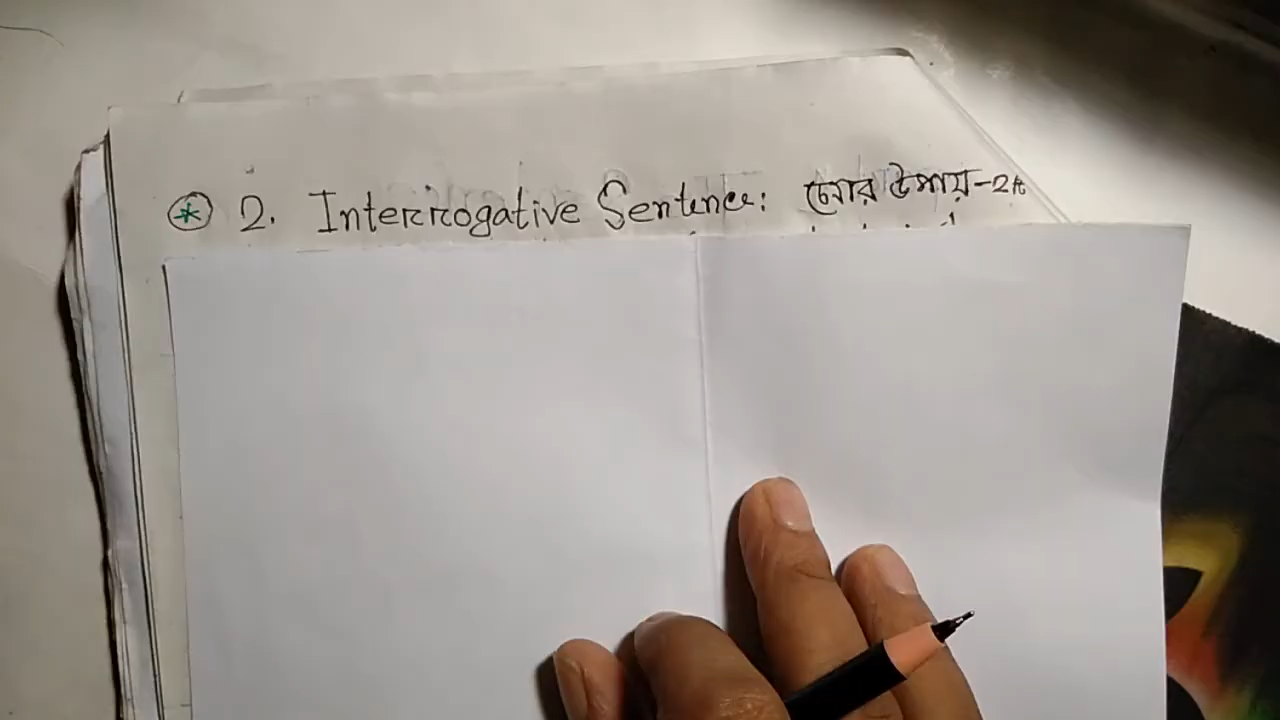 * 2. Interrogative Sentence: চেনার উপায়-2টি